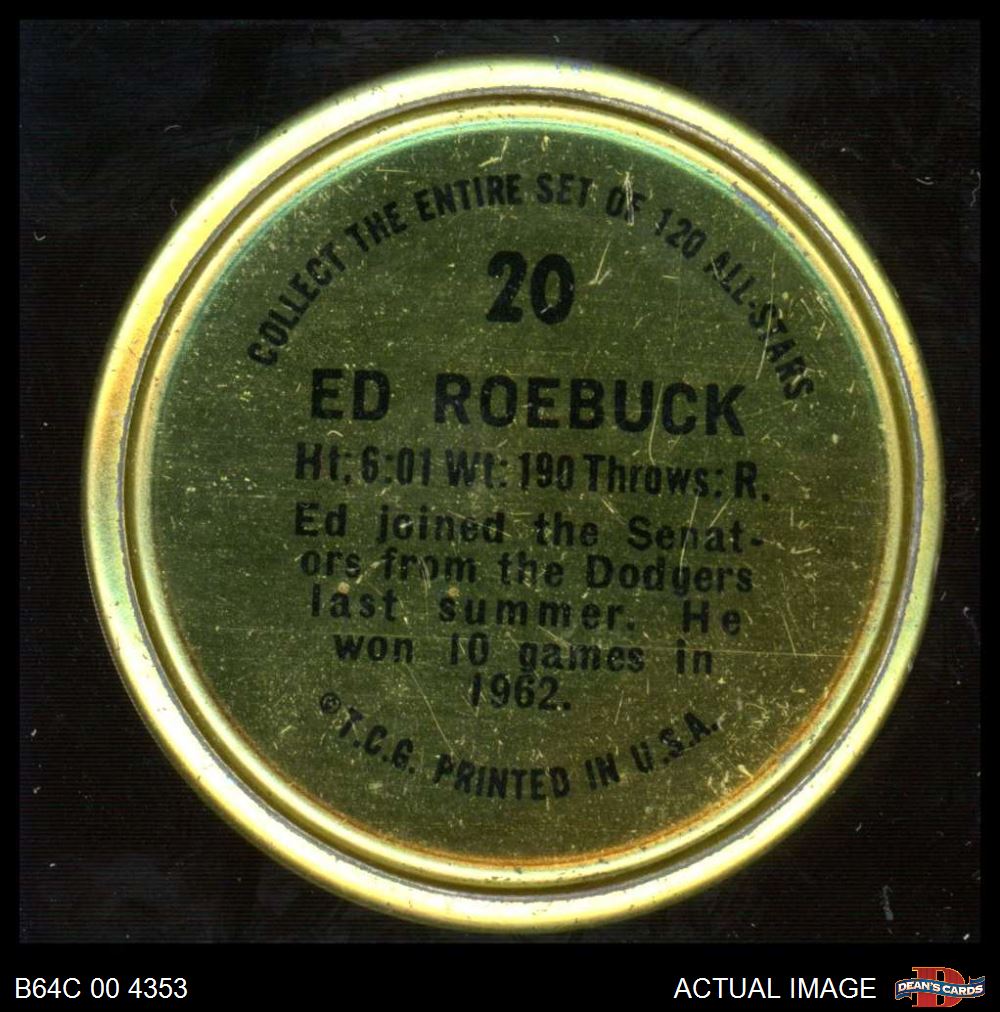 COLLECT THE ENTIRE SET OF 120 ALL-STARS
20
ED ROEBUCK
Ht; 6:01 Wt: 190 Throws: R.
Ed joined the Senat-
ors from the Dodgers
last summer. He
won 10 games in
1962.
© T.C.G. PRINTED IN U.S.A.
B64C 00 4353
ACTUAL IMAGE
D
DEAN'S CARDS